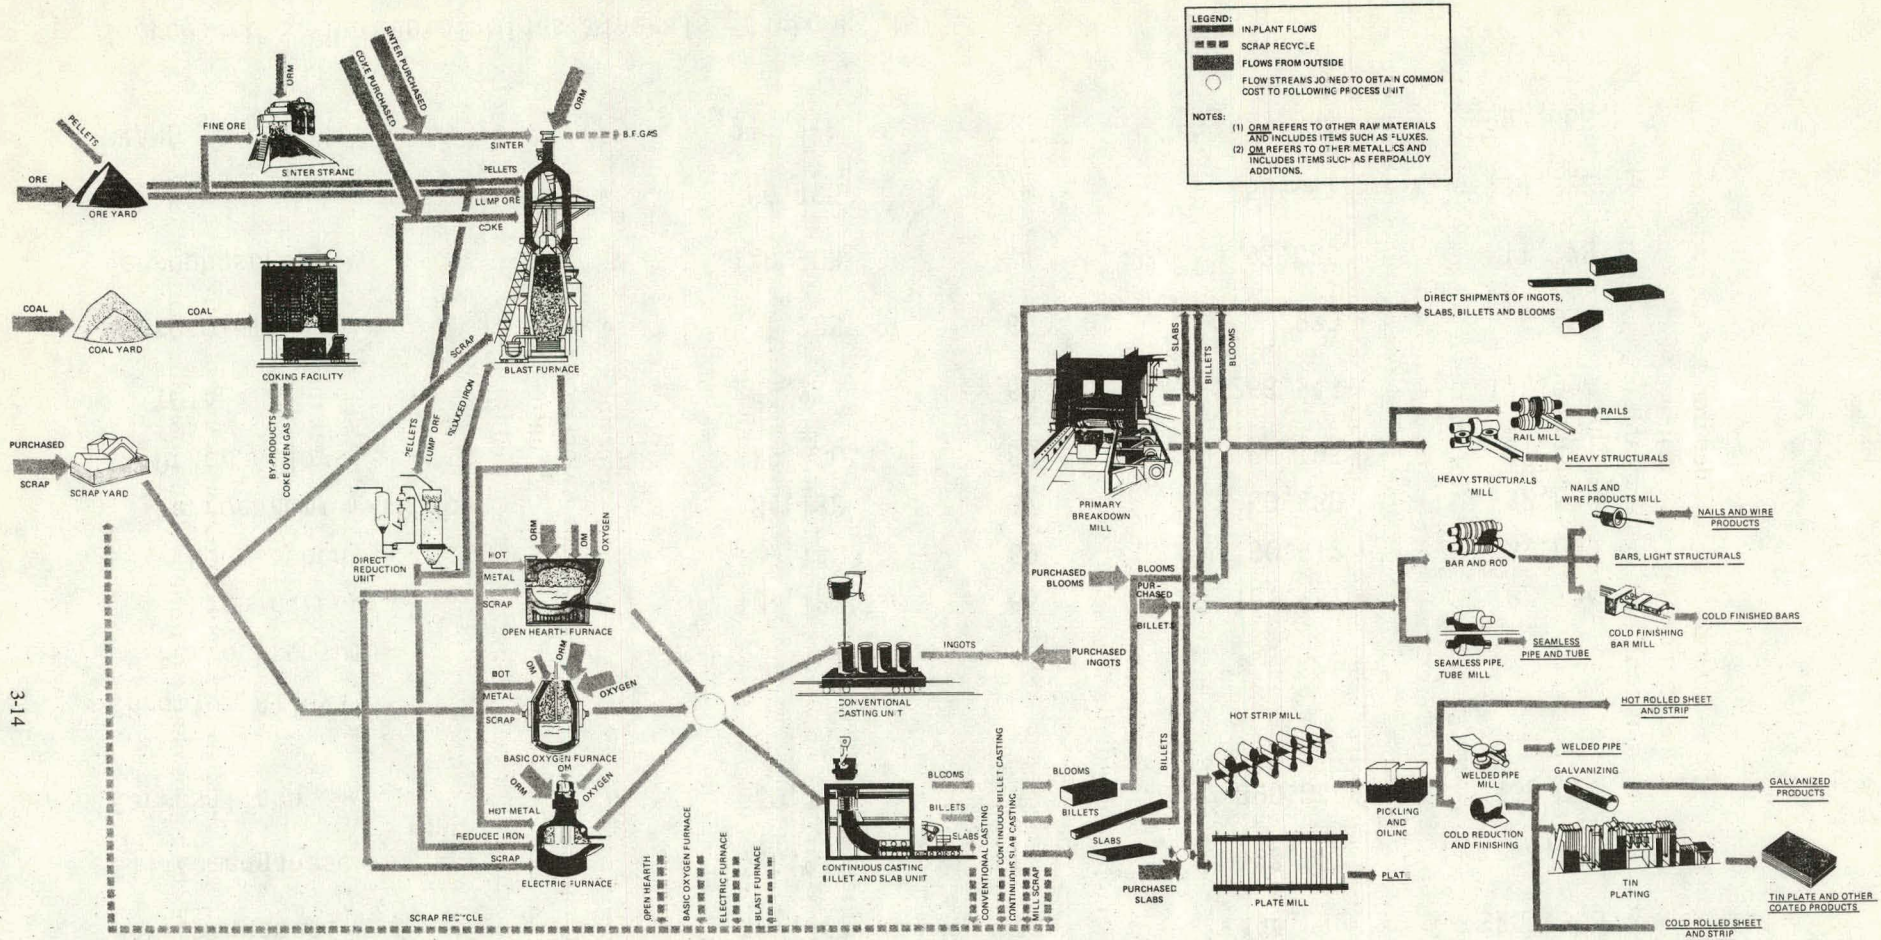 LEGEND:
IN-PLANT FLOWS
SCRAP RECYCLE
FLOWS FROM OUTSIDE
FLOW STREAMS JOINED TO OBTAIN COMMON
COST TO FOLLOWING PROCESS UNIT
NOTES:
(1) ORM REFERS TO OTHER RAW MATERIALS
AND INCLUDES ITEMS SUCH AS FLUXES.
(2) OM REFERS TO OTHER METALLICS AND
INCLUDES ITEMS SUCH AS FERROALLOY
ADDITIONS.
SINTER PURCHASED
COKE PURCHASED
ORM
ORM
PELLETS
FINE ORE
SINTER
B.F.GAS
SINTER STRAND
ORE
ORE YARD
PELLETS
LUMP ORE
COKE
COAL
COAL YARD
COAL
COKING FACILITY
BY-PRODUCTS
COKE OVEN GAS
SCRAP
BLAST FURNACE
PELLETS
LUMP ORE
REDUCED IRON
PURCHASED
SCRAP
SCRAP YARD
DIRECT
REDUCTION
UNIT
ORM
OM
OXYGEN
HOT
METAL
SCRAP
OPEN HEARTH FURNACE
OM
ORM
OXYGEN
HOT
METAL
SCRAP
BASIC OXYGEN FURNACE
OM
ORM
OXYGEN
HOT METAL
REDUCED IRON
SCRAP
ELECTRIC FURNACE
SCRAP RECYCLE
OPEN HEARTH
BASIC OXYGEN FURNACE
ELECTRIC FURNACE
BLAST FURNACE
CONVENTIONAL
CASTING UNIT
INGOTS
PURCHASED
INGOTS
CONTINUOUS CASTING
BILLET AND SLAB UNIT
BLOOMS
BILLETS
SLABS
CONVENTIONAL CASTING
CONTINUOUS BILLET CASTING
CONTINUOUS SLAB CASTING
MILL SCRAP
BLOOMS
BILLETS
SLABS
BILLETS
PURCHASED
SLABS
PURCHASED
BLOOMS
BLOOMS
PUR-
CHASED
BILLETS
PRIMARY
BREAKDOWN
MILL
SLABS
BILLETS
BLOOMS
DIRECT SHIPMENTS OF INGOTS,
SLABS, BILLETS AND BLOOMS
RAIL MILL
RAILS
HEAVY STRUCTURALS
MILL
HEAVY STRUCTURALS
NAILS AND
WIRE PRODUCTS MILL
NAILS AND WIRE
PRODUCTS
BAR AND ROD
BARS, LIGHT STRUCTURALS
COLD FINISHING
BAR MILL
COLD FINISHED BARS
SEAMLESS PIPE,
TUBE MILL
SEAMLESS
PIPE AND TUBE
HOT STRIP MILL
PLATE MILL
PLAT
PICKLING
AND
OILING
HOT ROLLED SHEET
AND STRIP
WELDED PIPE
MILL
WELDED PIPE
COLD REDUCTION
AND FINISHING
GALVANIZING
GALVANIZED
PRODUCTS
TIN
PLATING
TIN PLATE AND OTHER
COATED PRODUCTS
COLD ROLLED SHEET
AND STRIP
3-14